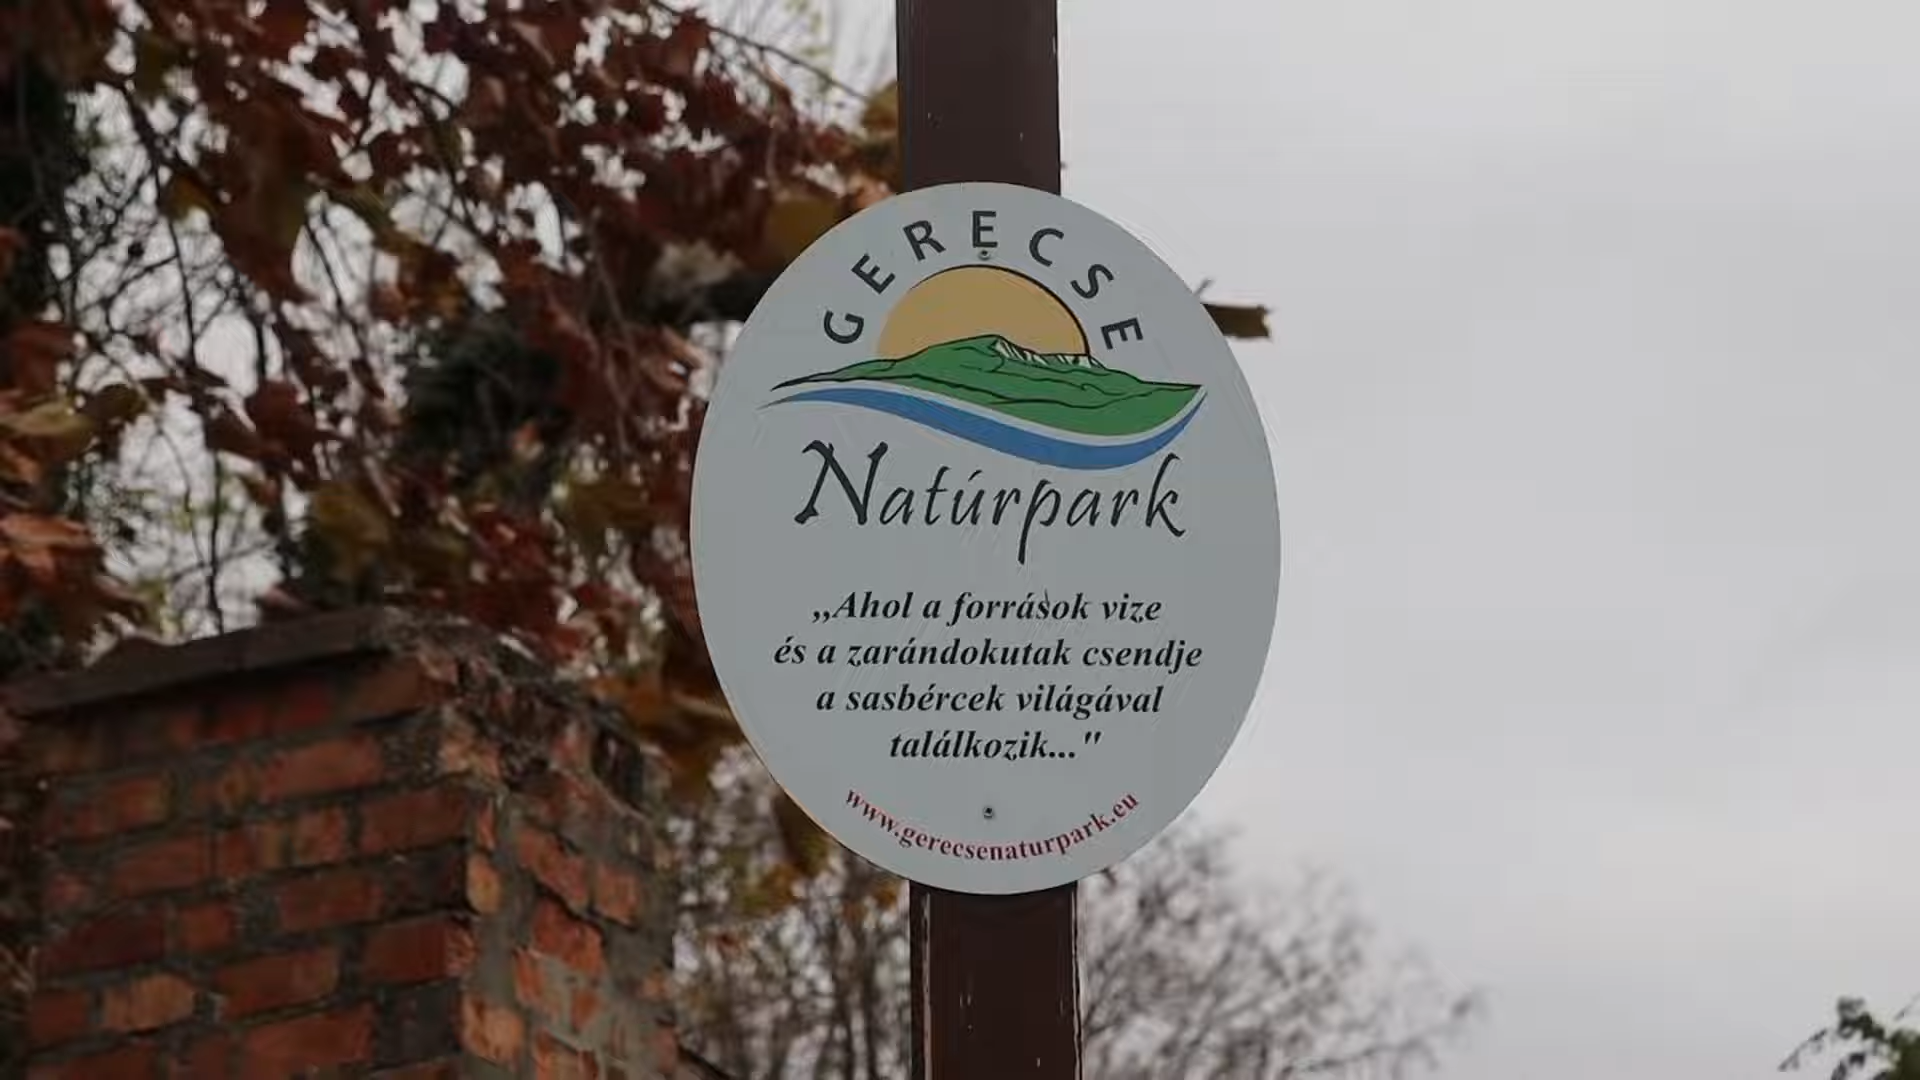 GERECSE
Natúrpark
„Ahol a források vize
és a zarándokutak csendje
a sasbércek világával
találkozik..."
www.gerecsenaturpark.eu